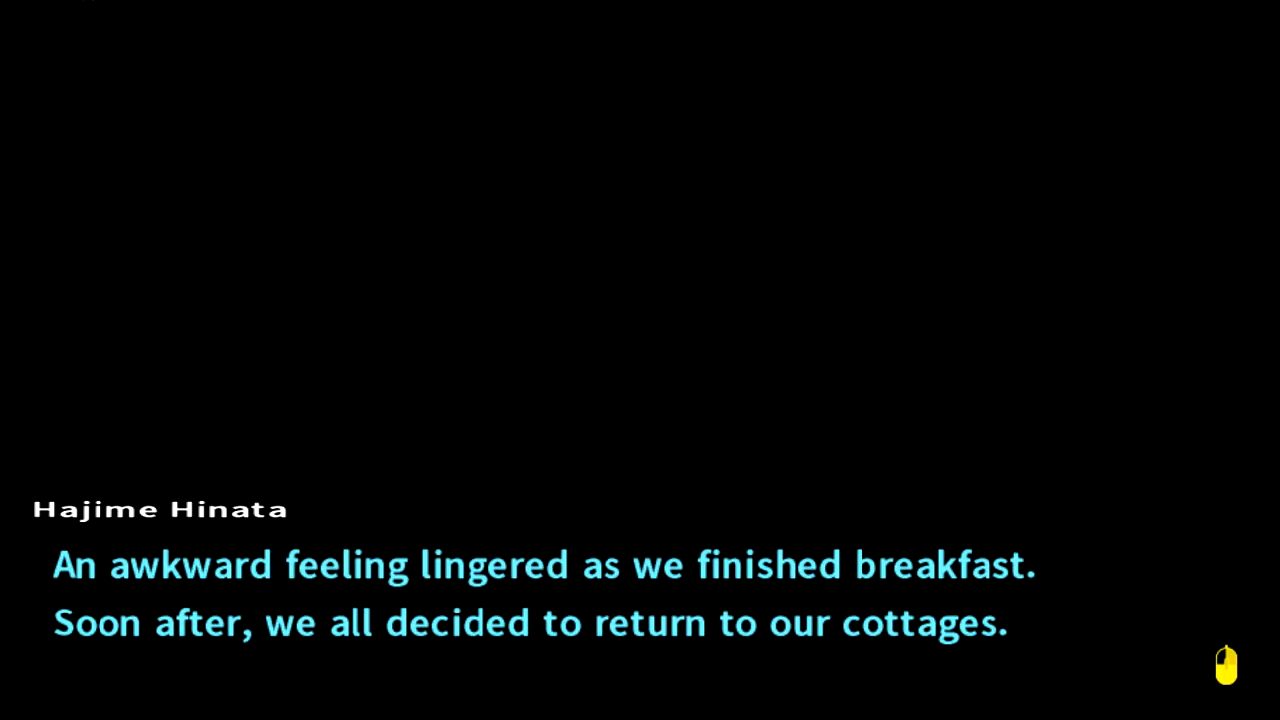 Hajime Hinata
An awkward feeling lingered as we finished breakfast.
Soon after, we all decided to return to our cottages.